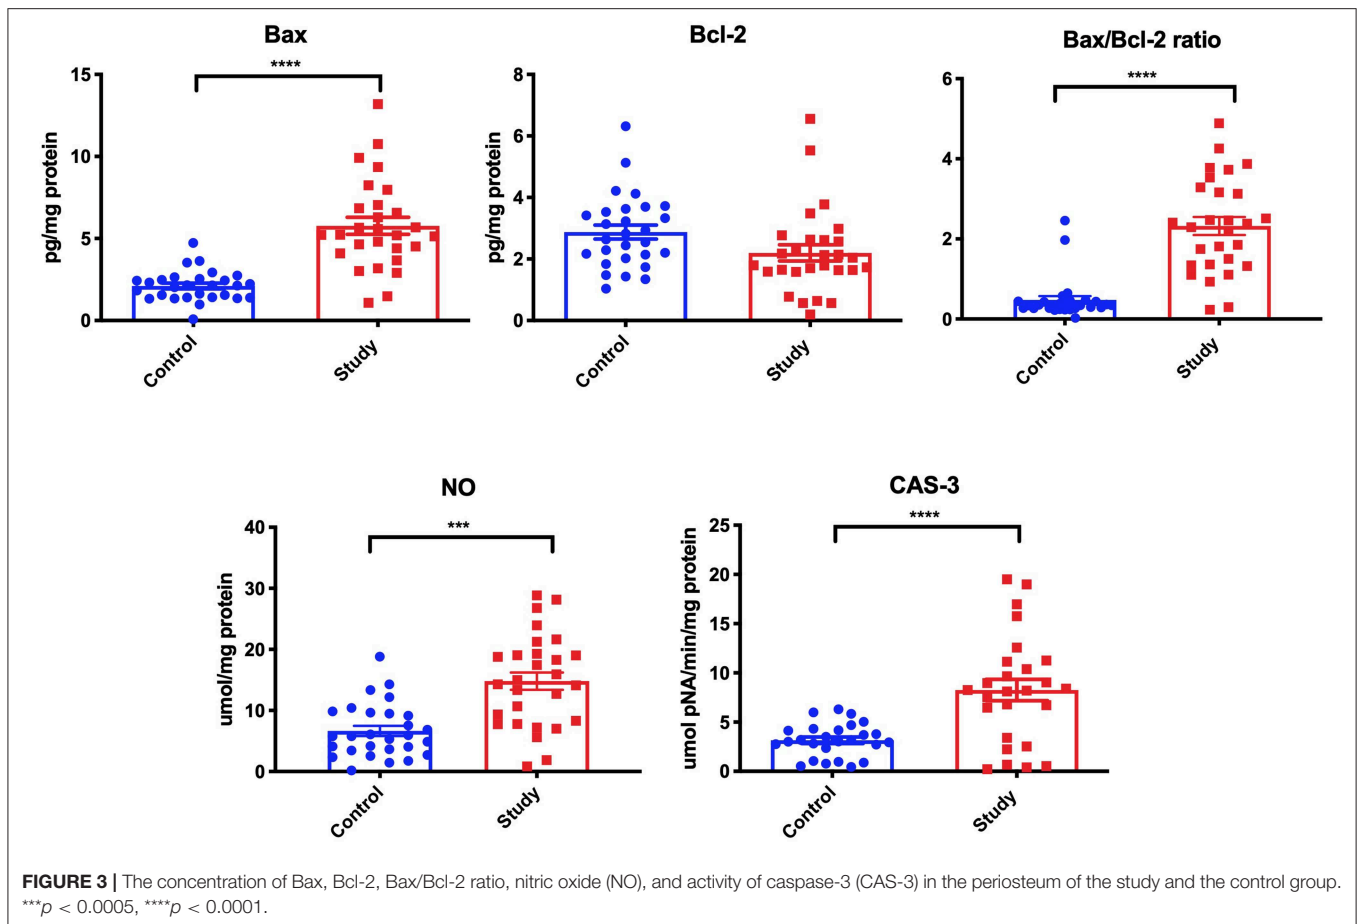 Bax
Bcl-2
Bax/Bcl-2 ratio
****
****
pg/mg protein
15
10
5
0
Control
Study
pg/mg protein
8
6
4
2
0
Control
Study
6
4
2
0
Control
Study
NO
CAS-3
***
****
umol/mg protein
40
30
20
10
0
Control
Study
umol pNA/min/mg protein
25
20
15
10
5
0
Control
Study
FIGURE 3 | The concentration of Bax, Bcl-2, Bax/Bcl-2 ratio, nitric oxide (NO), and activity of caspase-3 (CAS-3) in the periosteum of the study and the control group.
***p < 0.0005, ****p < 0.0001.